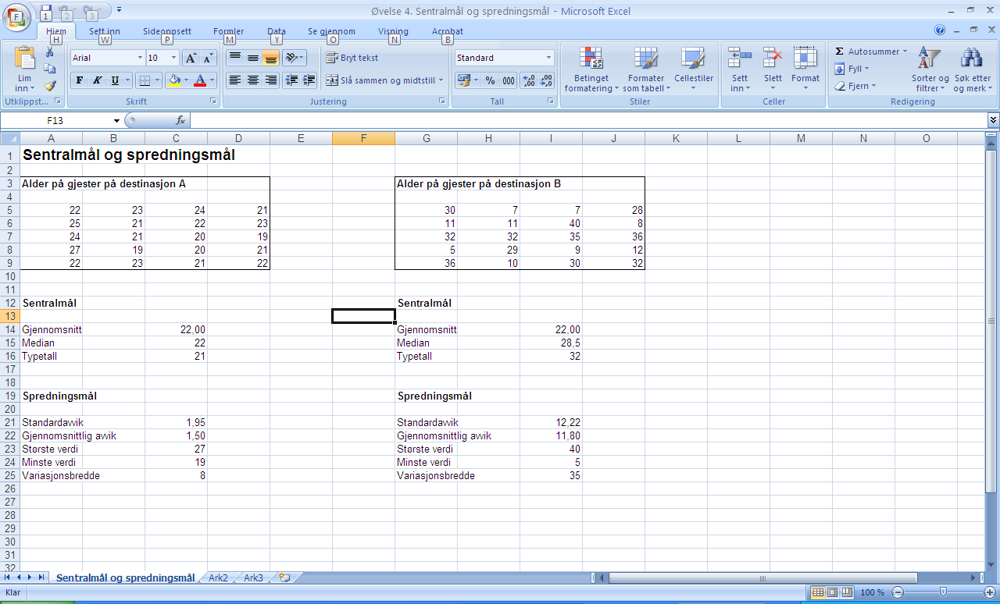 Øvelse 4. Sentralmål og spredningsmål - Microsoft Excel
F 1 2 3
Hjem Sett inn Sideoppsett Formler Data Se gjennom Visning Acrobat
H W P M Y O N B
Lim inn
Utklippst...
Arial 10
F K U
Skrift
Bryt tekst
Slå sammen og midtstill
Justering
Standard
% 000
Tall
Betinget formatering
Formater som tabell
Cellestiler
Stiler
Sett inn
Slett
Format
Celler
Σ Autosummer
Fyll
Fjern
Sorter og filtrer
Søk etter og merk
Redigering
F13 fx
A B C D E F G H I J K L M N O
1 Sentralmål og spredningsmål
2
3 Alder på gjester på destinasjon A Alder på gjester på destinasjon B
4
5 22 23 24 21 30 7 7 28
6 25 21 22 23 11 11 40 8
7 24 21 20 19 32 32 35 36
8 27 19 20 21 5 29 9 12
9 22 23 21 22 36 10 30 32
10
11
12 Sentralmål Sentralmål
13
14 Gjennomsnitt 22,00 Gjennomsnitt 22,00
15 Median 22 Median 28,5
16 Typetall 21 Typetall 32
17
18
19 Spredningsmål Spredningsmål
20
21 Standardavvik 1,95 Standardavvik 12,22
22 Gjennomsnittlig avvik 1,50 Gjennomsnittlig avvik 11,80
23 Største verdi 27 Største verdi 40
24 Minste verdi 19 Minste verdi 5
25 Variasjonsbredde 8 Variasjonsbredde 35
26
27
28
29
30
31
32
Sentralmål og spredningsmål Ark2 Ark3
Klar 100 %